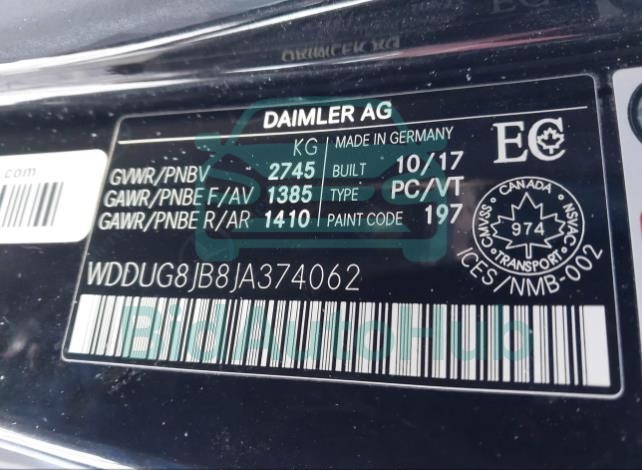 DAIMLER AG
KG
MADE IN GERMANY
EC
GVWR/PNBV 2745
BUILT 10/17
GAWR/PNBE F/AV 1385
TYPE PC/VT
GAWR/PNBE R/AR 1410
PAINT CODE 197
CANADA
CMVSS 974 NSVAC
TRANSPORT
ICES/NMB-002
WDDUG8JB8JA374062
BidAutoHub
.com